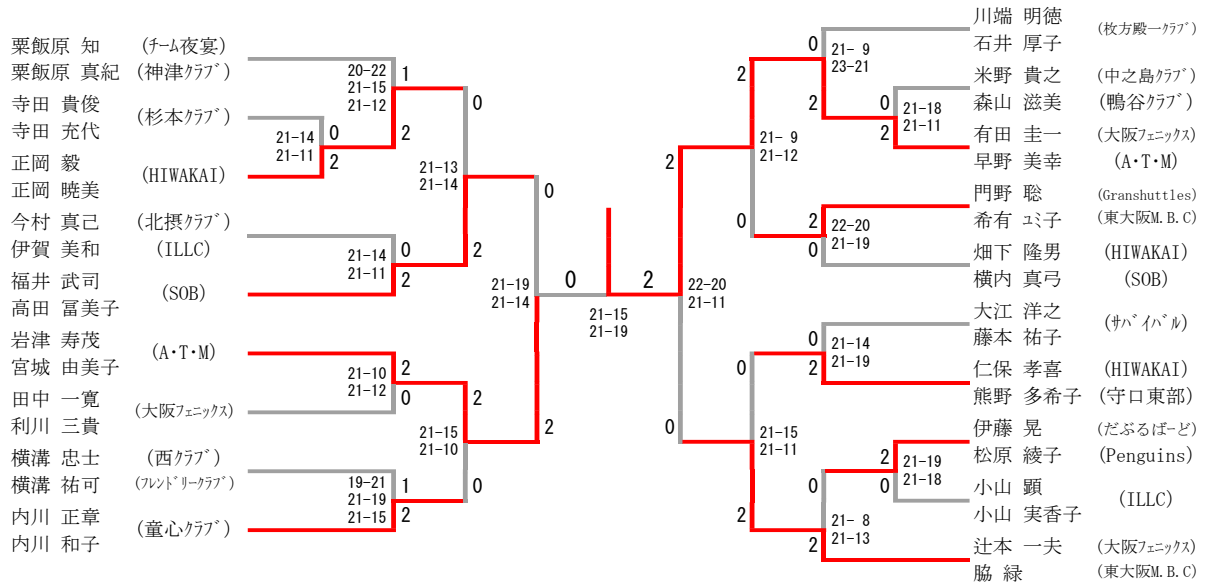 粟飯原 知 (ﾁｰﾑ夜宴)
粟飯原 真紀 (神津ｸﾗﾌﾞ)
20-22
21-15
21-12
1
2
寺田 貴俊
寺田 充代
(杉本ｸﾗﾌﾞ)
21-14
21-11
0
2
正岡 毅
正岡 暁美
(HIWAKAI)
0
21-13
21-14
2
今村 真己 (北摂ｸﾗﾌﾞ)
伊賀 美和 (ILLC)
21-14
21-11
0
2
福井 武司
高田 冨美子
(SOB)
0
21-19
21-14
2
岩津 寿茂
宮城 由美子
(A･T･M)
21-10
21-12
2
0
田中 一寛
利川 三貴
(大阪ﾌｪﾆｯｸｽ)
2
21-15
21-10
0
横溝 忠士 (西ｸﾗﾌﾞ)
横溝 祐可 (ﾌﾚﾝﾄﾞﾘｰｸﾗﾌﾞ)
19-21
21-19
21-15
1
2
内川 正章
内川 和子
(童心ｸﾗﾌﾞ)
0
2
21-15
21-19
川端 明徳
石井 厚子
(枚方殿一ｸﾗﾌﾞ)
0
21- 9
23-21
2
米野 貴之 (中之島ｸﾗﾌﾞ)
森山 滋美 (鴨谷ｸﾗﾌﾞ)
0
2
21-18
21-11
有田 圭一 (大阪ﾌｪﾆｯｸｽ)
早野 美幸 (A･T･M)
2
21- 9
21-12
0
門野 聡 (Granshuttles)
希有 ﾕﾐ子 (東大阪M.B.C)
2
0
22-20
21-19
畑下 隆男 (HIWAKAI)
横内 真弓 (SOB)
2
22-20
21-11
0
大江 洋之
藤本 祐子
(ｻﾊﾞｲﾊﾞﾙ)
0
2
21-14
21-19
仁保 孝喜 (HIWAKAI)
熊野 多希子 (守口東部)
0
21-15
21-11
2
伊藤 晃 (だぶるばーど)
松原 綾子 (Penguins)
2
0
21-19
21-18
小山 顕
小山 実香子
(ILLC)
0
21- 8
21-13
2
辻本 一夫 (大阪ﾌｪﾆｯｸｽ)
脇 緑 (東大阪M.B.C)